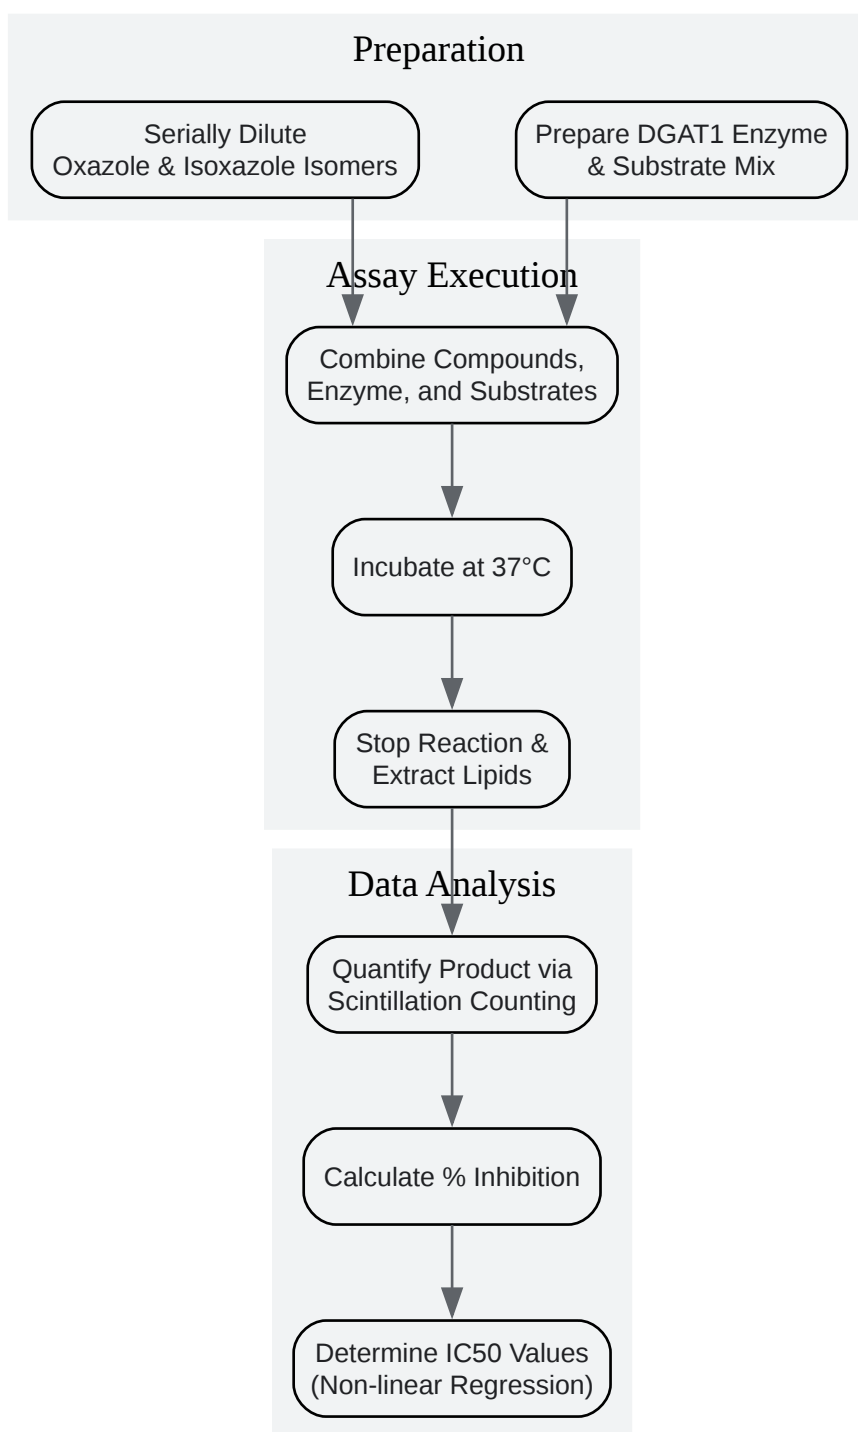 Preparation
Serially Dilute
Oxazole & Isoxazole Isomers
Prepare DGAT1 Enzyme
& Substrate Mix
Assay Execution
Combine Compounds,
Enzyme, and Substrates
Incubate at 37°C
Stop Reaction &
Extract Lipids
Data Analysis
Quantify Product via
Scintillation Counting
Calculate % Inhibition
Determine IC50 Values
(Non-linear Regression)